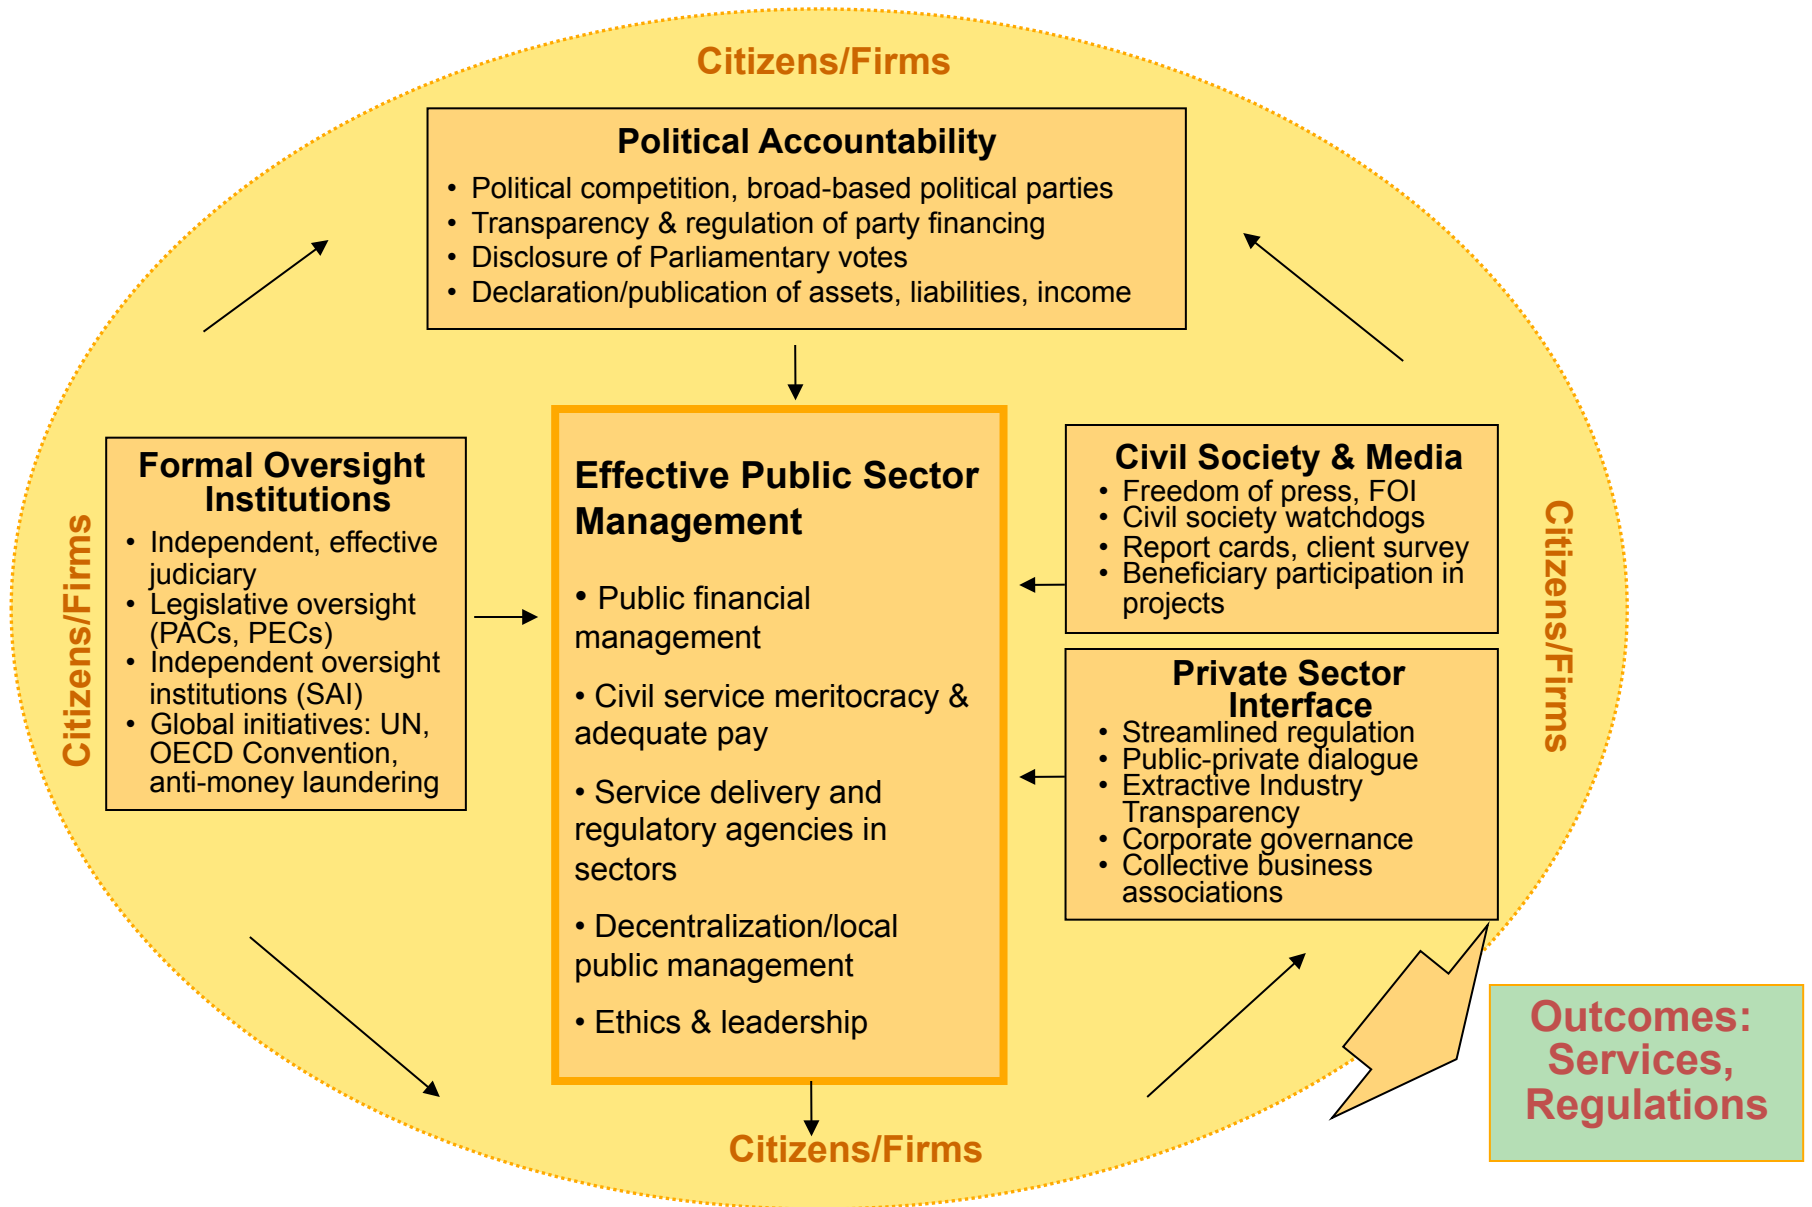 Citizens/Firms
Political Accountability
• Political competition, broad-based political parties
• Transparency & regulation of party financing
• Disclosure of Parliamentary votes
• Declaration/publication of assets, liabilities, income
Citizens/Firms
Formal Oversight
Institutions
• Independent, effective
judiciary
• Legislative oversight
(PACs, PECs)
• Independent oversight
institutions (SAI)
• Global initiatives: UN,
OECD Convention,
anti-money laundering
Effective Public Sector
Management
• Public financial
management
• Civil service meritocracy &
adequate pay
• Service delivery and
regulatory agencies in
sectors
• Decentralization/local
public management
• Ethics & leadership
Civil Society & Media
• Freedom of press, FOI
• Civil society watchdogs
• Report cards, client survey
• Beneficiary participation in
projects
Private Sector
Interface
• Streamlined regulation
• Public-private dialogue
• Extractive Industry
Transparency
• Corporate governance
• Collective business
associations
Citizens/Firms
Citizens/Firms
Outcomes:
Services,
Regulations